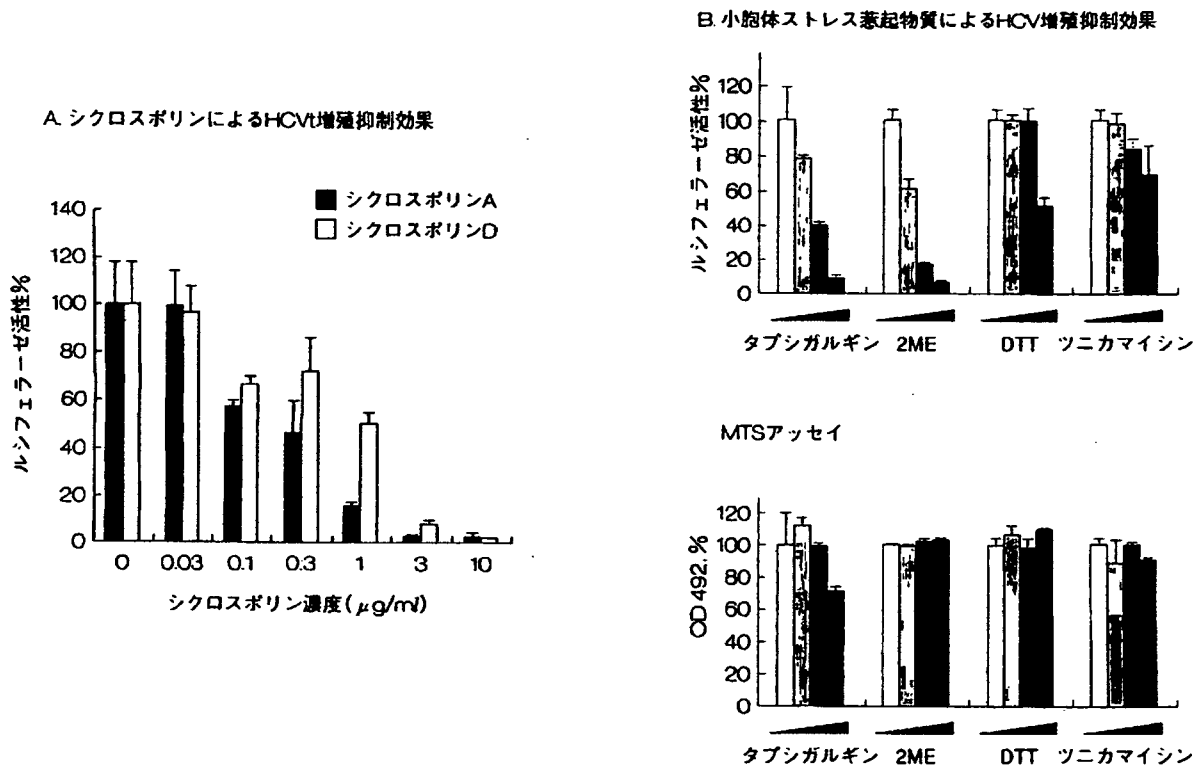 A. シクロスポリンによるHCVt増殖抑制効果
シクロスポリンA
シクロスポリンD
ルシフェラーゼ活性%
140
120
100
80
60
40
20
0
0 0.03 0.1 0.3 1 3 10
シクロスポリン濃度(μg/ml)
B. 小胞体ストレス惹起物質によるHCV増殖抑制効果
ルシフェラーゼ活性%
120
100
80
60
40
20
0
タプシガルギン 2ME DTT ツニカマイシン
MTSアッセイ
OD492.%
120
100
80
60
40
20
0
タプシガルギン 2ME DTT ツニカマイシン